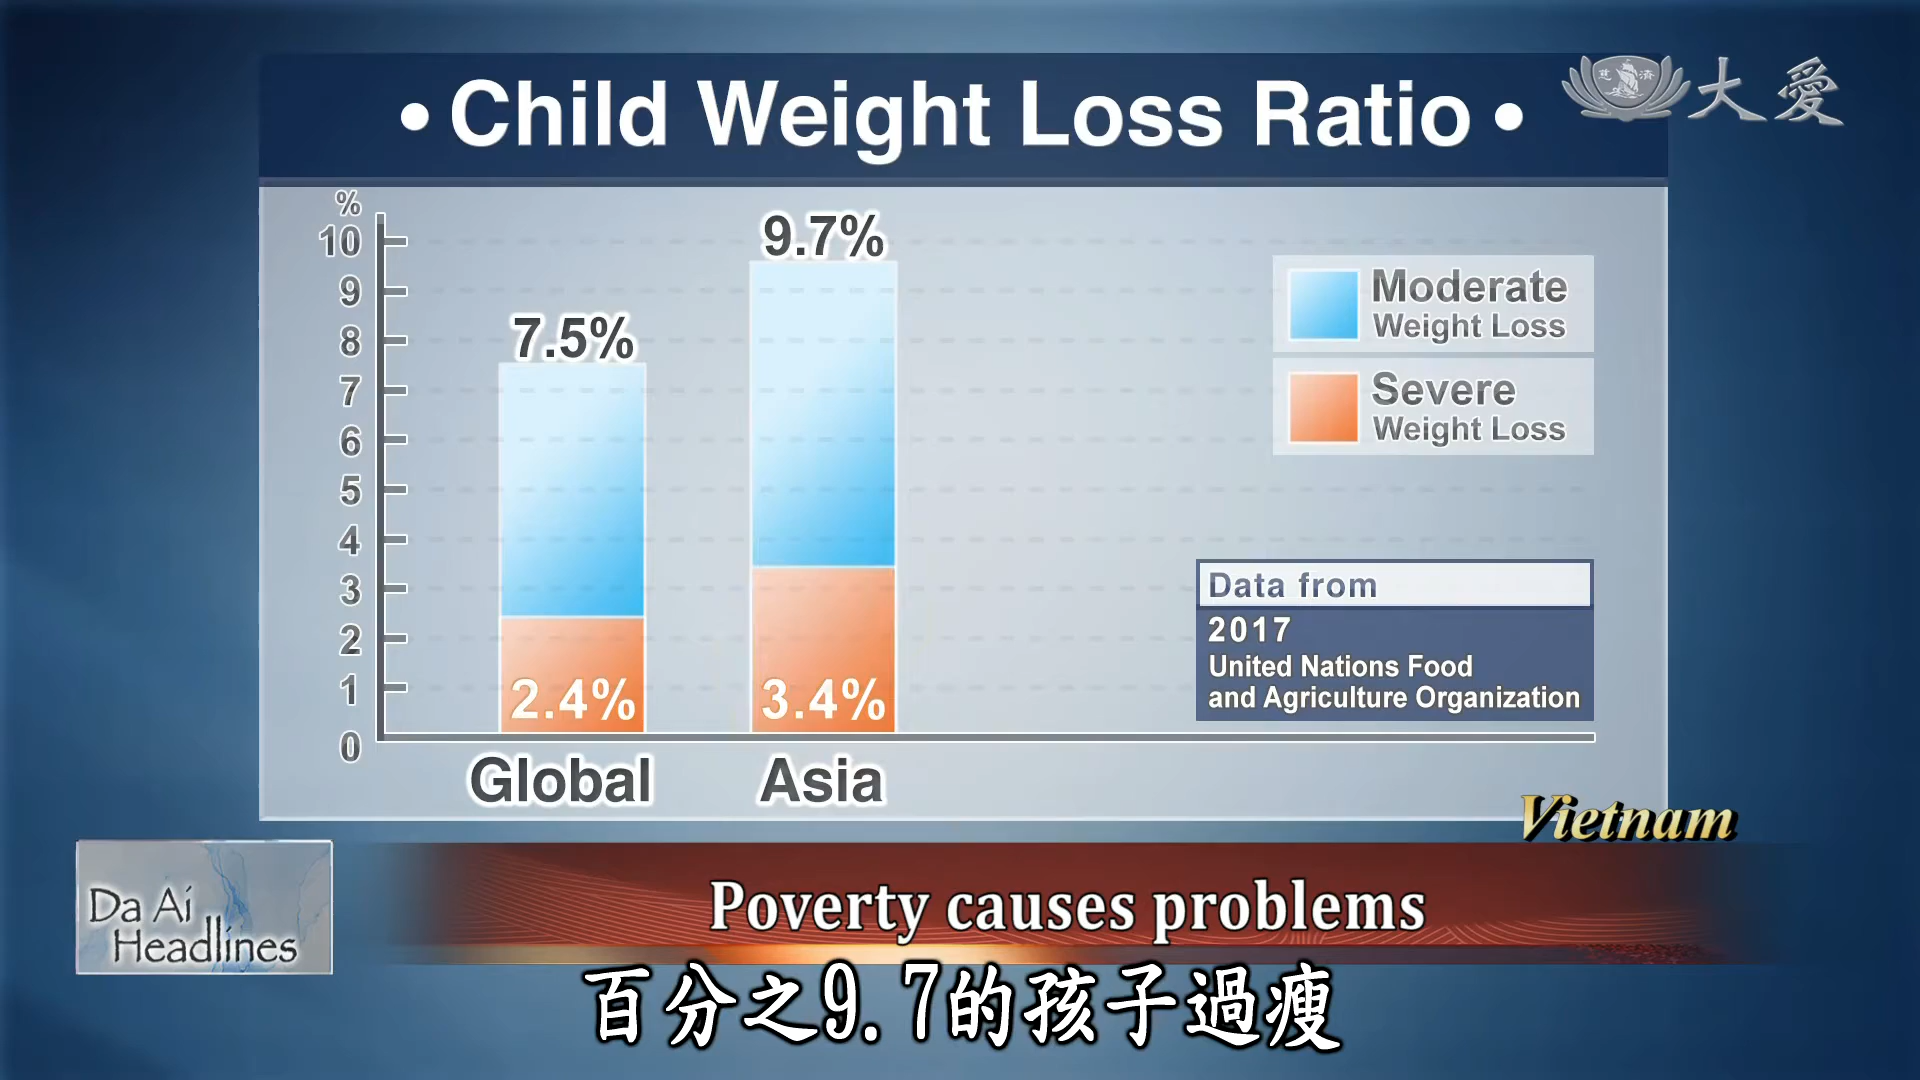 • Child Weight Loss Ratio •
慈濟
大愛
%
10
9
8
7
6
5
4
3
2
1
0
7.5%
9.7%
2.4%
3.4%
Global
Asia
Moderate
Weight Loss
Severe
Weight Loss
Data from
2017
United Nations Food
and Agriculture Organization
Vietnam
Da Ai
Headlines
Poverty causes problems
百分之9.7的孩子過瘦